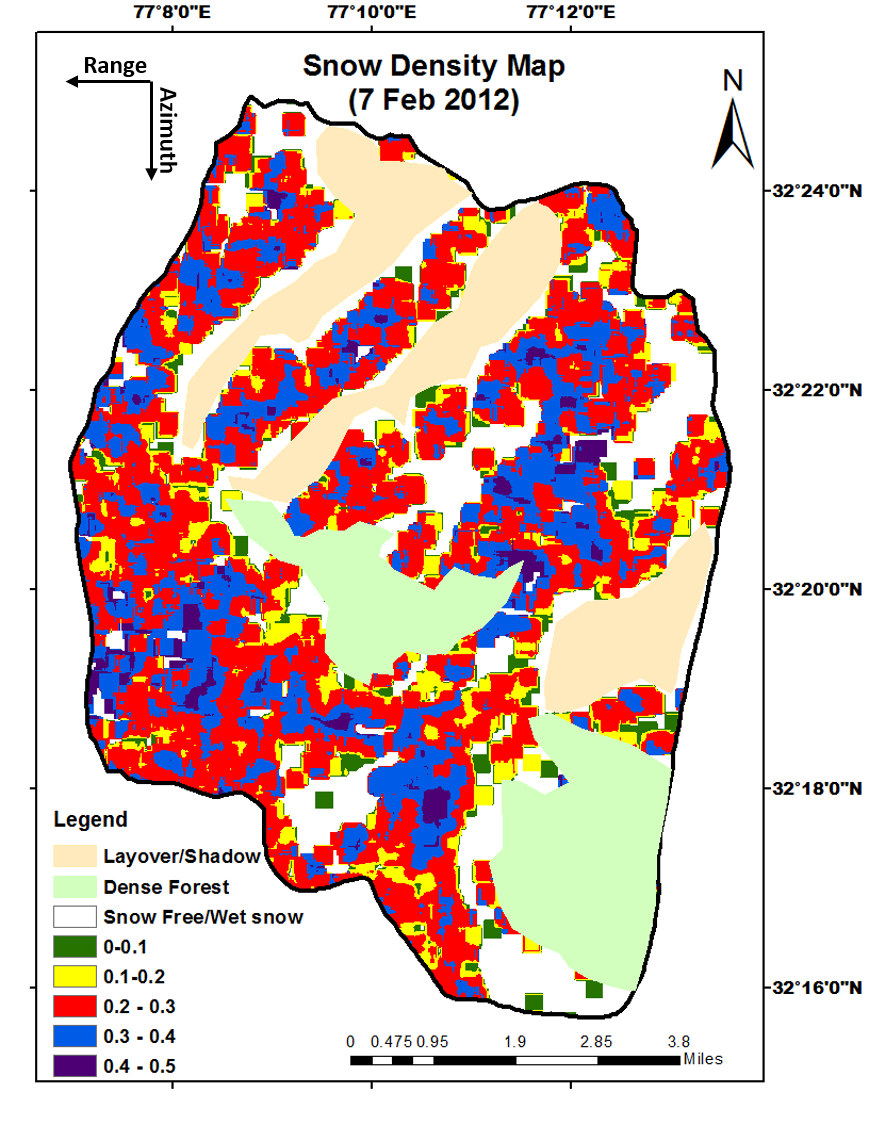 77°8'0"E 77°10'0"E 77°12'0"E
Range
Azimuth
Snow Density Map
(7 Feb 2012)
N
32°24'0"N
32°22'0"N
32°20'0"N
32°18'0"N
32°16'0"N
Legend
Layover/Shadow
Dense Forest
Snow Free/Wet snow
0-0.1
0.1-0.2
0.2 - 0.3
0.3 - 0.4
0.4 - 0.5
0 0.475 0.95 1.9 2.85 3.8
Miles